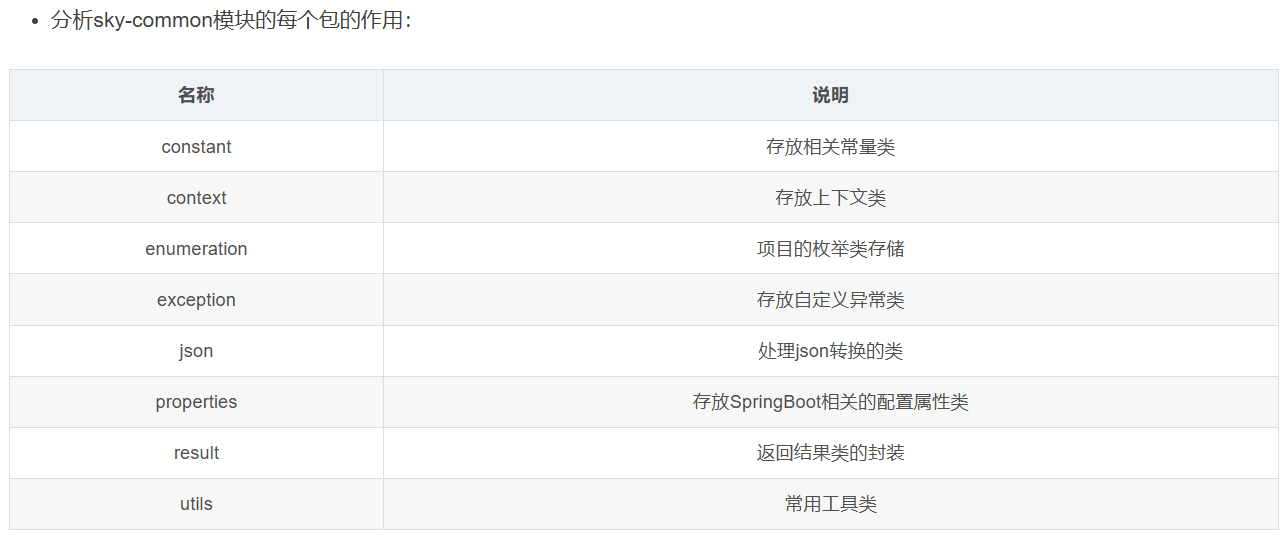 • 分析sky-common模块的每个包的作用：
名称 说明
constant 存放相关常量类
context 存放上下文类
enumeration 项目的枚举类存储
exception 存放自定义异常类
json 处理json转换的类
properties 存放SpringBoot相关的配置属性类
result 返回结果类的封装
utils 常用工具类